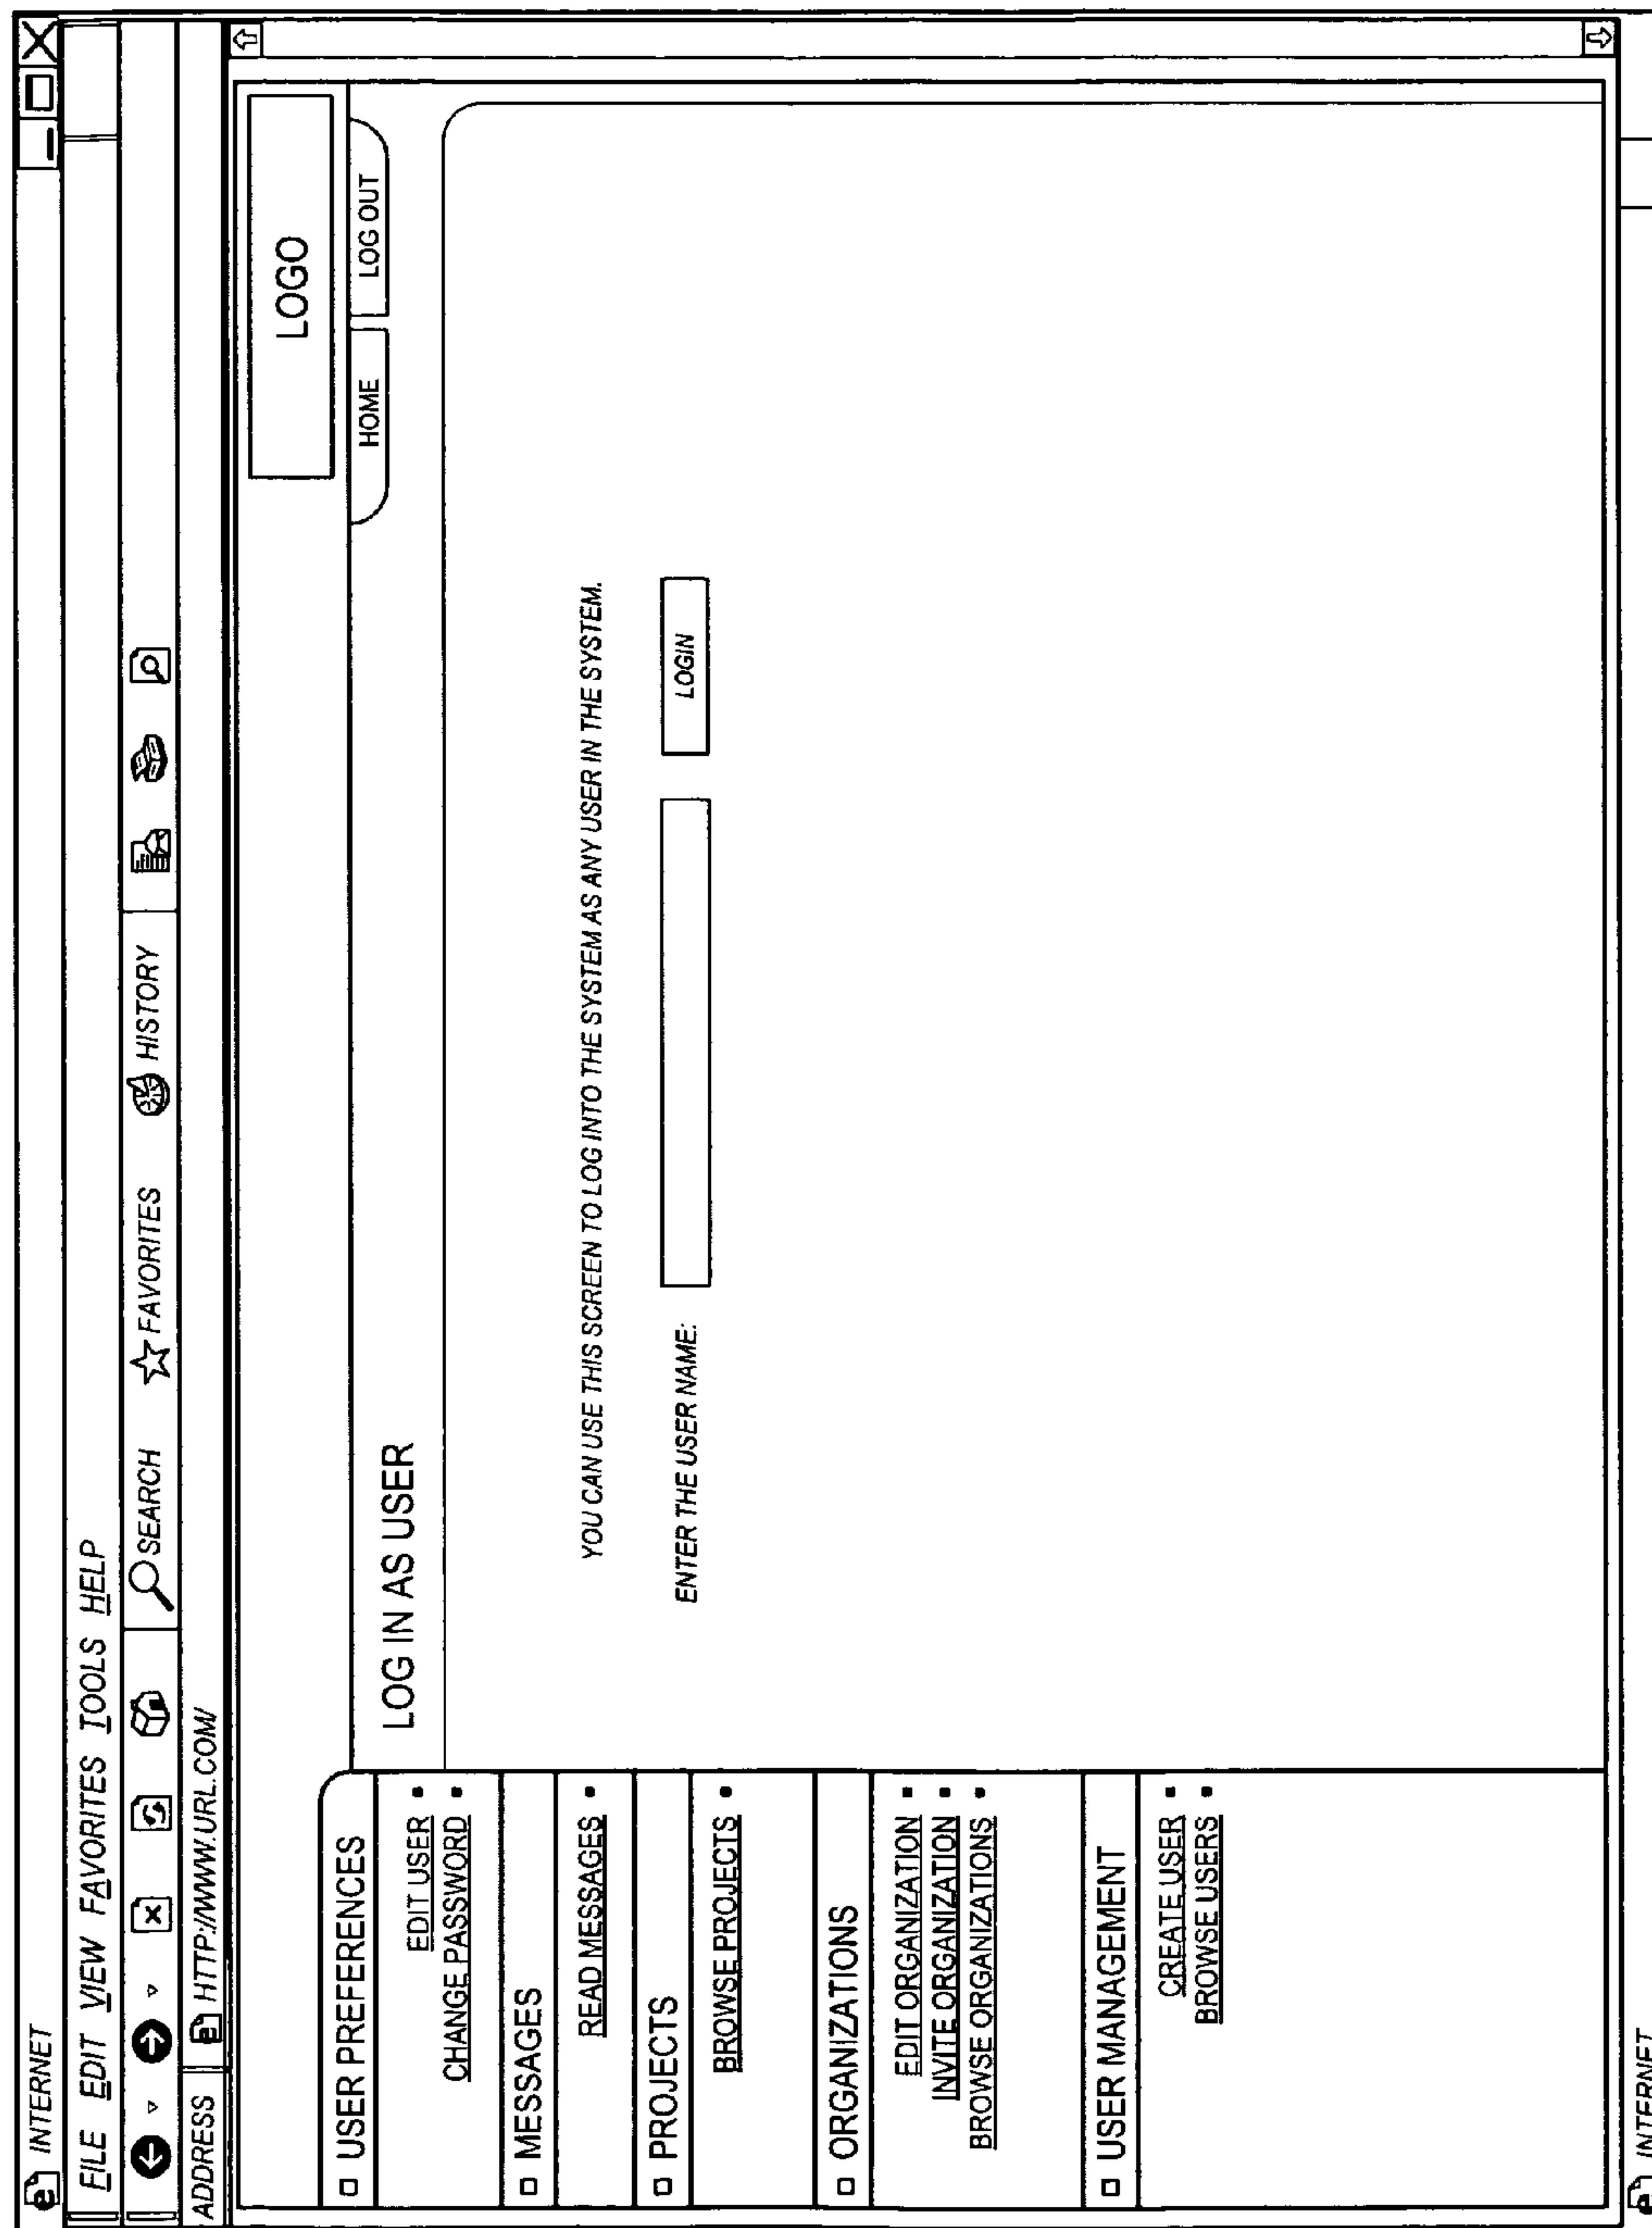 INTERNET
FILE EDIT VIEW FAVORITES TOOLS HELP
SEARCH FAVORITES HISTORY
ADDRESS HTTP://WWW.URL.COM/
LOGO
HOME LOG OUT
USER PREFERENCES
EDIT USER
CHANGE PASSWORD
MESSAGES
READ MESSAGES
PROJECTS
BROWSE PROJECTS
ORGANIZATIONS
EDIT ORGANIZATION
INVITE ORGANIZATION
BROWSE ORGANIZATIONS
USER MANAGEMENT
CREATE USER
BROWSE USERS
LOG IN AS USER
YOU CAN USE THIS SCREEN TO LOG INTO THE SYSTEM AS ANY USER IN THE SYSTEM.
ENTER THE USER NAME: LOGIN
INTERNET